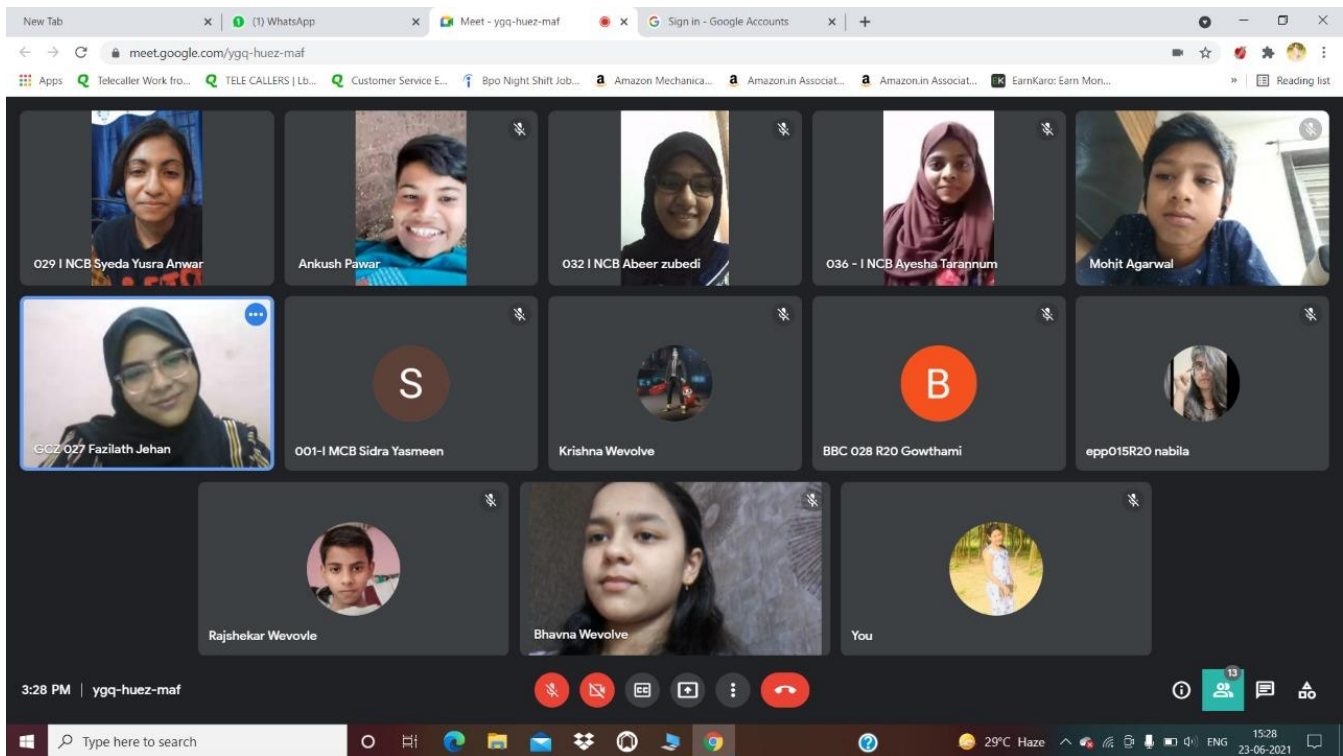 New Tab
(1) WhatsApp
Meet - ygq-huez-maf
Sign in - Google Accounts
meet.google.com/ygq-huez-maf
Apps
Telecaller Work fro...
TELE CALLERS | Lb...
Customer Service E...
Bpo Night Shift Job...
Amazon Mechanica...
Amazon.in Associat...
Amazon.in Associat...
EarnKaro: Earn Mon...
Reading list
029 I NCB Syeda Yusra Anwar
Ankush Pawar
032 I NCB Abeer zubedi
036 - I NCB Ayesha Tarannum
Mohit Agarwal
GCZ 027 Fazilath Jehan
S
001-I MCB Sidra Yasmeen
Krishna Wevolve
B
BBC 028 R20 Gowthami
epp015R20 nabila
Rajshekar Wevovle
Bhavna Wevolve
You
3:28 PM | ygq-huez-maf
13
Type here to search
29°C Haze
ENG
15:28
23-06-2021